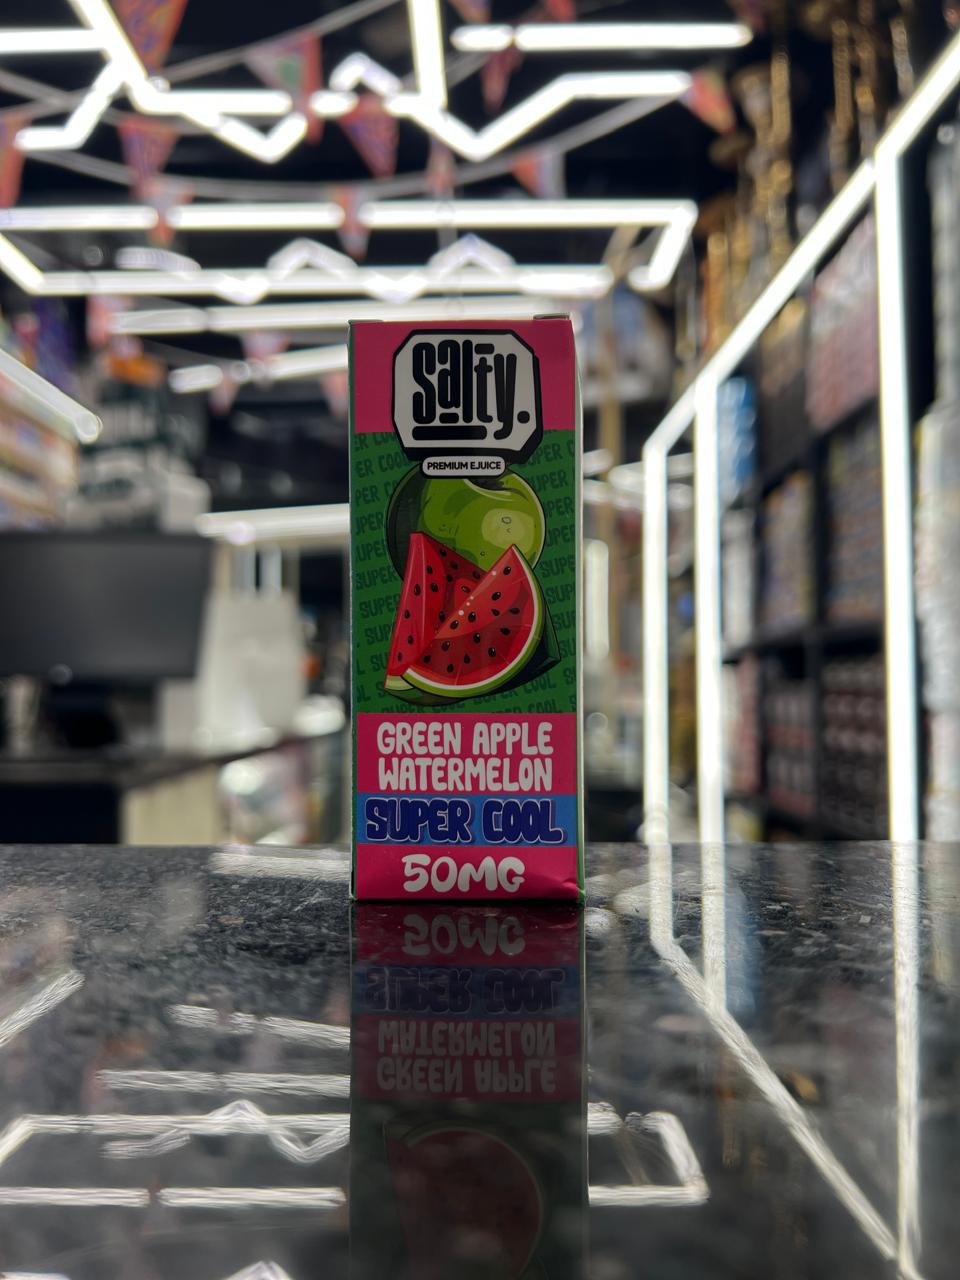 Salty.
PREMIUM EJUICE
GREEN APPLE
WATERMELON
SUPER COOL
50MG